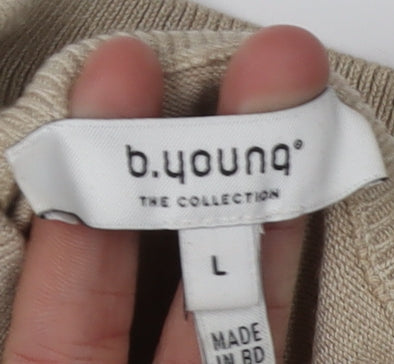 b.young®
THE COLLECTION
L
MADE
IN BD